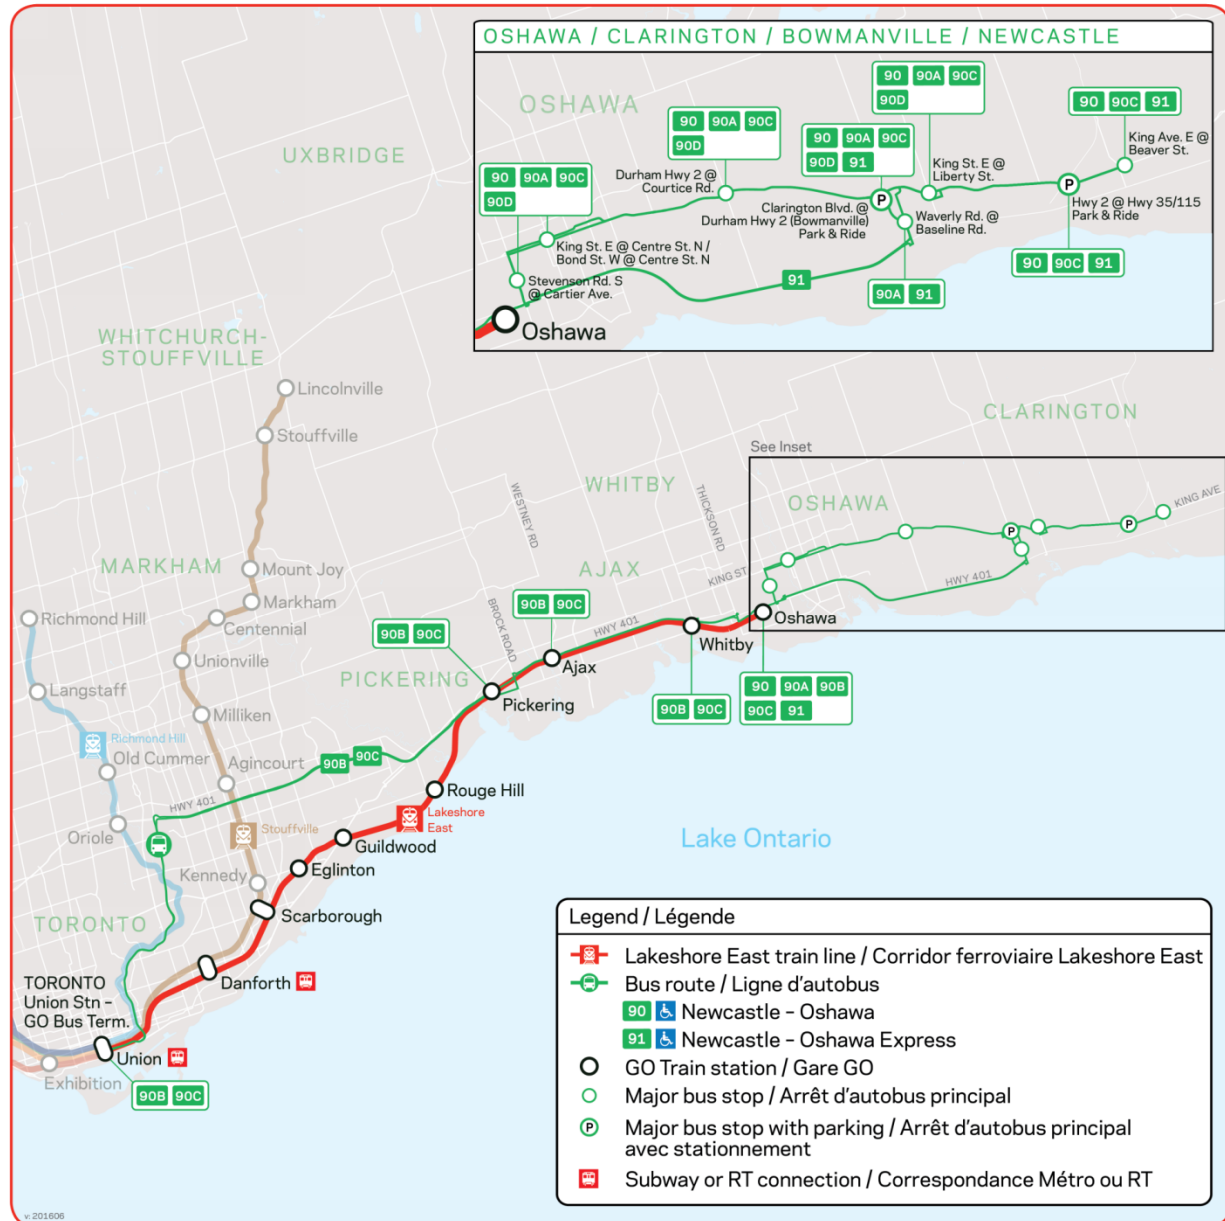 OSHAWA / CLARINGTON / BOWMANVILLE / NEWCASTLE
OSHAWA
90 90A 90C
90D
90 90A 90C
90D
90 90A 90C
90D 91
90 90A 90C
90D
90 90C 91
King Ave. E @
Beaver St.
King St. E @
Liberty St.
Durham Hwy 2 @
Courtice Rd.
Clarington Blvd. @
Durham Hwy 2 (Bowmanville)
Park & Ride
Waverly Rd. @
Baseline Rd.
Hwy 2 @ Hwy 35/115
Park & Ride
P
P
King St. E @ Centre St. N /
Bond St. W @ Centre St. N
Stevenson Rd. S
@ Cartier Ave.
91
90A 91
90 90C 91
Oshawa
UXBRIDGE
WHITCHURCH-
STOUFFVILLE
Lincolnville
Stouffville
CLARINGTON
See Inset
WHITBY
OSHAWA
WESTNEY RD
THICKSON RD
KING AVE
P
P
MARKHAM
Mount Joy
Markham
Centennial
AJAX
KING ST
HWY 401
Richmond Hill
Unionville
90B 90C
90B 90C
BROCK ROAD
HWY 401
Oshawa
Whitby
Ajax
PICKERING
Pickering
Langstaff
Milliken
90 90A 90B
90C 91
90B 90C
Richmond Hill
Old Cummer
Agincourt
90B 90C
HWY 401
Rouge Hill
Lakeshore
East
Oriole
Stouffville
Guildwood
Lake Ontario
Eglinton
Kennedy
Scarborough
TORONTO
Danforth
TORONTO
Union Stn –
GO Bus Term.
Union
Exhibition
90B 90C
Legend / Légende
Lakeshore East train line / Corridor ferroviaire Lakeshore East
Bus route / Ligne d'autobus
90 Newcastle – Oshawa
91 Newcastle – Oshawa Express
GO Train station / Gare GO
Major bus stop / Arrêt d'autobus principal
P Major bus stop with parking / Arrêt d'autobus principal
avec stationnement
Subway or RT connection / Correspondance Métro ou RT
v: 201606